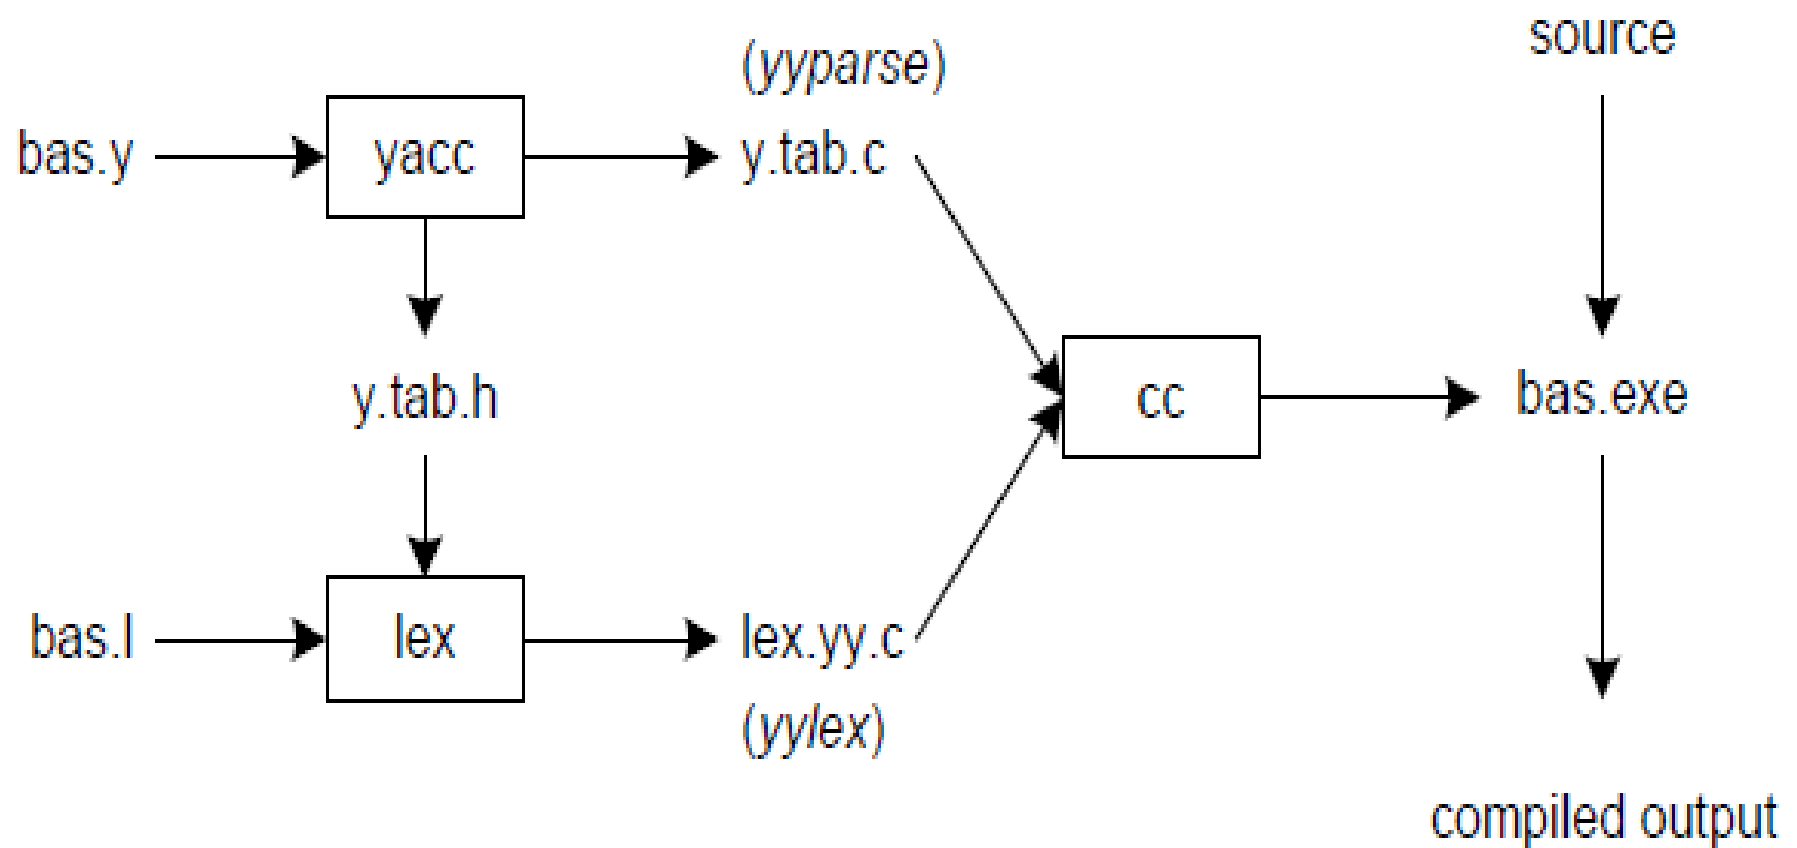 source
(yyparse)
bas.y
yacc
y.tab.c
y.tab.h
cc
bas.exe
bas.l
lex
lex.yy.c
(yylex)
compiled output